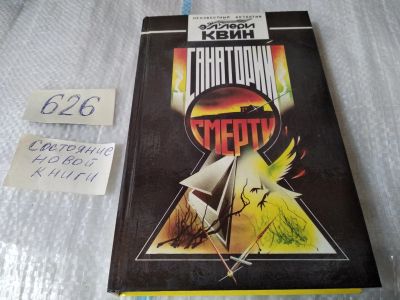 НЕИЗВЕСТНЫЙ ДЕТЕКТИВ
ЭЛЛЕРИ
КВИН
САНАТОРИЙ
СМЕРТИ
626
Состояние
новой
книги